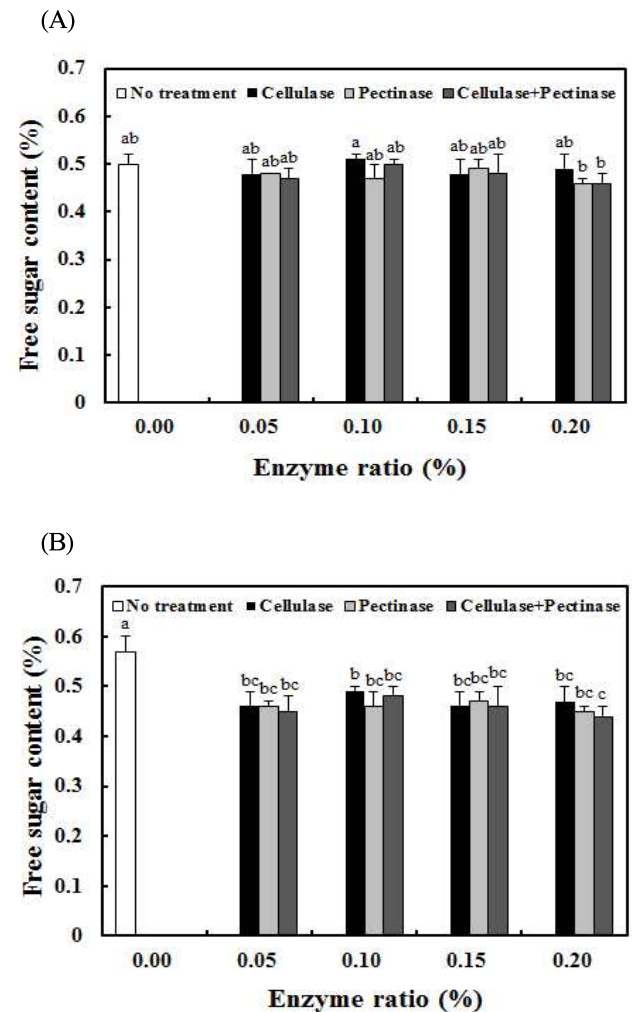 (A)
0.7
No treatment Cellulase Pectinase Cellulase+Pectinase
0.6
ab ab ab ab a ab ab ab ab ab ab b b
0.5
0.4
0.3
0.2
0.1
0
Free sugar content (%)
0.00 0.05 0.10 0.15 0.20
Enzyme ratio (%)
(B)
0.7
No treatment Cellulase Pectinase Cellulase+Pectinase
a
0.6
bc bc bc b bc bc bc bc bc bc bc c
0.5
0.4
0.3
0.2
0.1
0
Free sugar content (%)
0.00 0.05 0.10 0.15 0.20
Enzyme ratio (%)